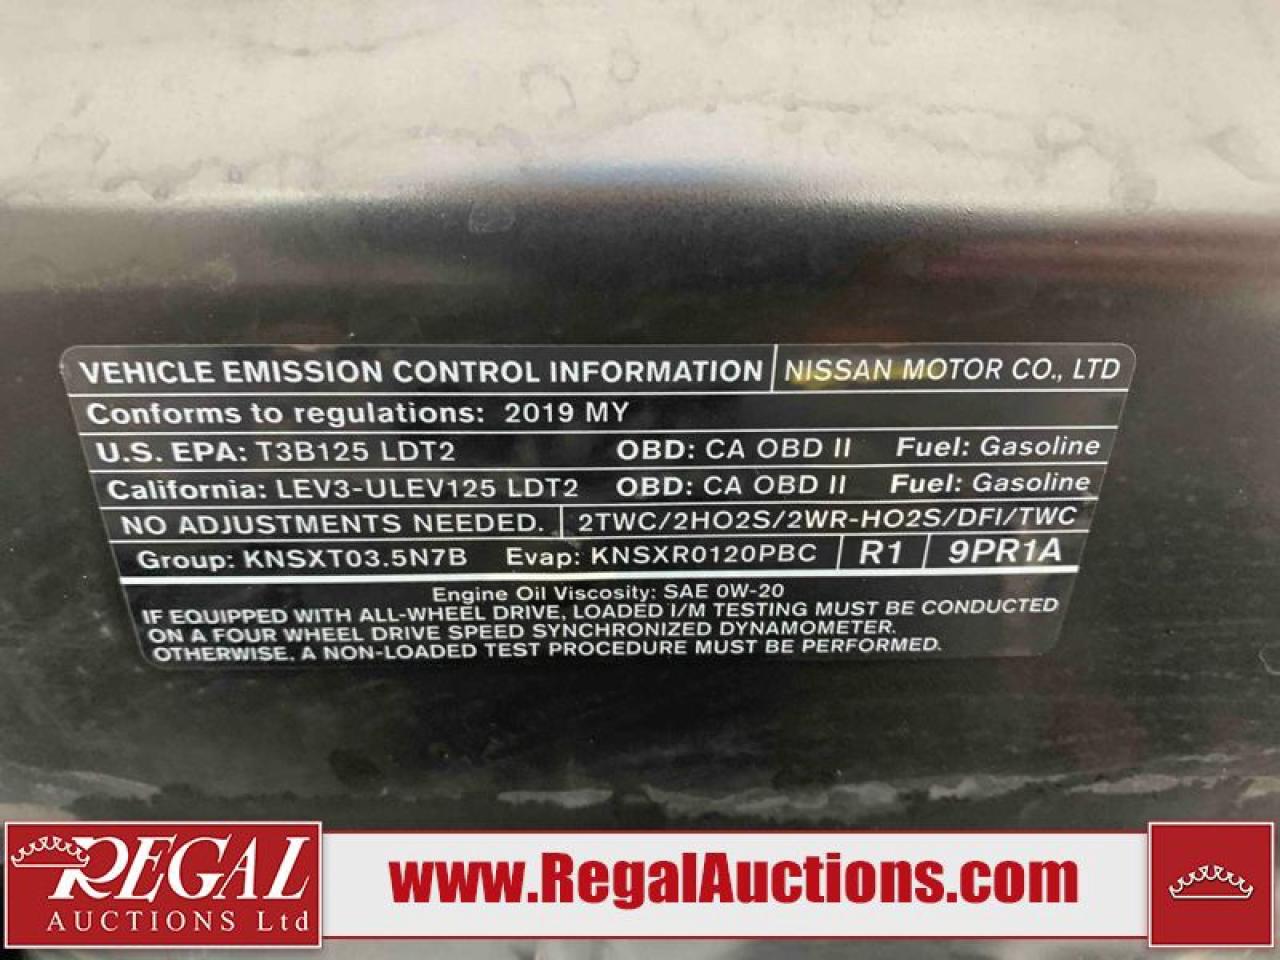 VEHICLE EMISSION CONTROL INFORMATION NISSAN MOTOR CO., LTD
Conforms to regulations: 2019 MY
U.S. EPA: T3B125 LDT2 OBD: CA OBD II Fuel: Gasoline
California: LEV3-ULEV125 LDT2 OBD: CA OBD II Fuel: Gasoline
NO ADJUSTMENTS NEEDED. 2TWC/2HO2S/2WR-HO2S/DFI/TWC
Group: KNSXT03.5N7B Evap: KNSXR0120PBC R1 9PR1A
Engine Oil Viscosity: SAE 0W-20
IF EQUIPPED WITH ALL-WHEEL DRIVE, LOADED I/M TESTING MUST BE CONDUCTED
ON A FOUR WHEEL DRIVE SPEED SYNCHRONIZED DYNAMOMETER.
OTHERWISE, A NON-LOADED TEST PROCEDURE MUST BE PERFORMED.
REGAL
AUCTIONS Ltd
www.RegalAuctions.com